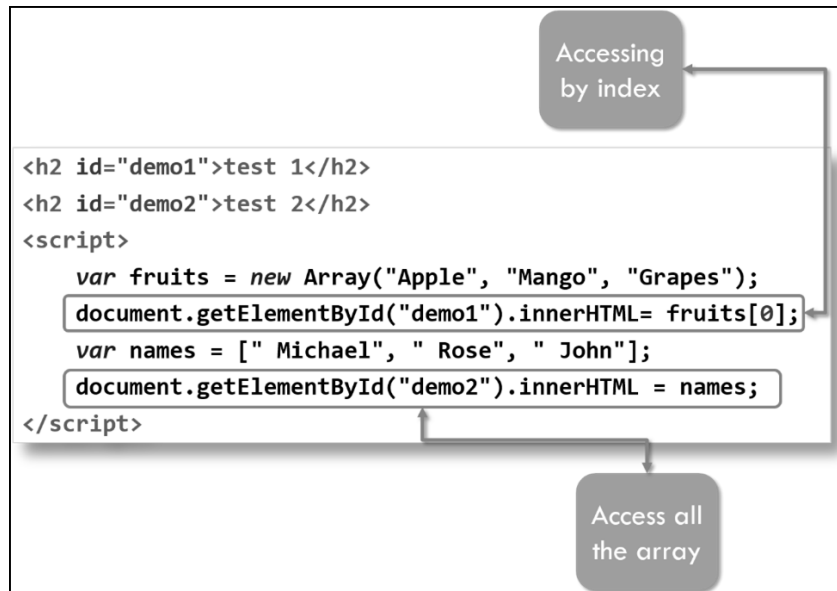 Accessing
by index
<h2 id="demo1">test 1</h2>
<h2 id="demo2">test 2</h2>
<script>
var fruits = new Array("Apple", "Mango", "Grapes");
document.getElementById("demo1").innerHTML= fruits[0];
var names = [" Michael", " Rose", " John"];
document.getElementById("demo2").innerHTML = names;
</script>
Access all
the array